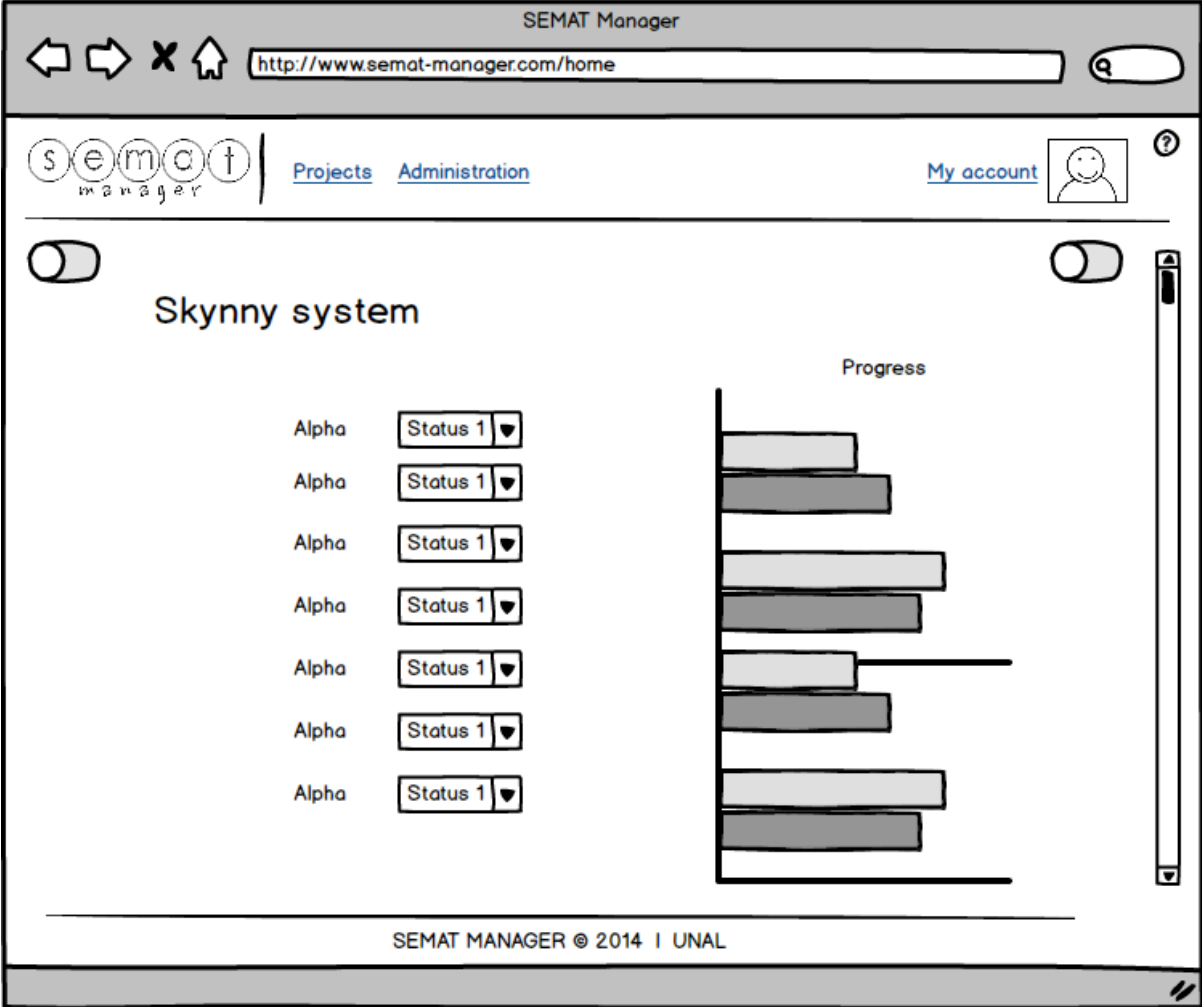 SEMAT Manager
http://www.semat-manager.com/home
semat
manager
Projects Administration My account ?
Skynny system
Progress
Alpha Status 1
Alpha Status 1
Alpha Status 1
Alpha Status 1
Alpha Status 1
Alpha Status 1
Alpha Status 1
SEMAT MANAGER © 2014 | UNAL